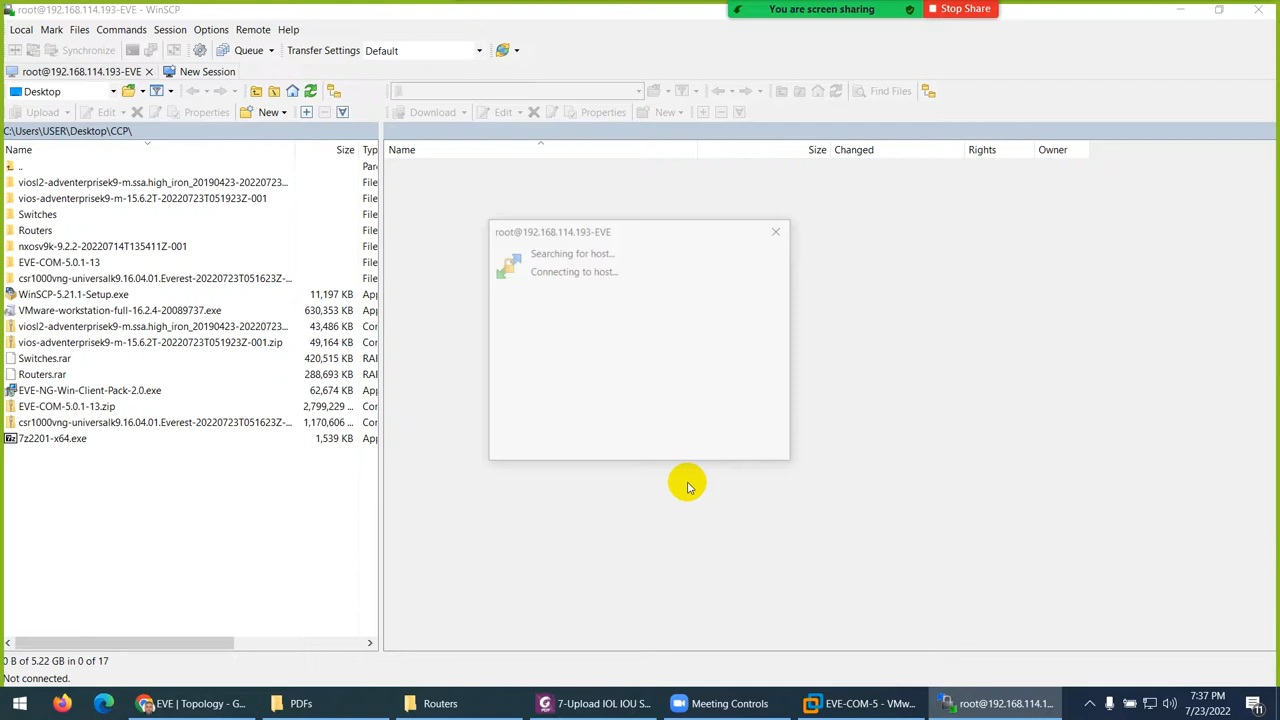 root@192.168.114.193-EVE - WinSCP
You are screen sharing
Stop Share
Local Mark Files Commands Session Options Remote Help
Synchronize
Queue
Transfer Settings Default
root@192.168.114.193-EVE
New Session
Desktop
Find Files
Upload Edit Properties New
Download Edit Properties New
C:\Users\USER\Desktop\CCP\
Name Size Typ
Name Size Changed Rights Owner
.. Pare
viosl2-adventerprisek9-m.ssa.high_iron_20190423-20220723... File
vios-adventerprisek9-m-15.6.2T-20220723T051923Z-001 File
Switches File
Routers File
nxosv9k-9.2.2-20220714T135411Z-001 File
EVE-COM-5.0.1-13 File
csr1000vng-universalk9.16.04.01.Everest-20220723T051623Z-... File
WinSCP-5.21.1-Setup.exe 11,197 KB App
VMware-workstation-full-16.2.4-20089737.exe 630,353 KB App
viosl2-adventerprisek9-m.ssa.high_iron_20190423-20220723... 43,486 KB Con
vios-adventerprisek9-m-15.6.2T-20220723T051923Z-001.zip 49,164 KB Con
Switches.rar 420,515 KB RAI
Routers.rar 288,693 KB RAI
EVE-NG-Win-Client-Pack-2.0.exe 62,674 KB App
EVE-COM-5.0.1-13.zip 2,799,229 ... Con
csr1000vng-universalk9.16.04.01.Everest-20220723T051623Z-... 1,170,606 ... Con
7z2201-x64.exe 1,539 KB App
root@192.168.114.193-EVE
Searching for host...
Connecting to host...
0 B of 5.22 GB in 0 of 17
Not connected.
EVE | Topology - G...
PDFs
Routers
7-Upload IOL IOU S...
Meeting Controls
EVE-COM-5 - VMw...
root@192.168.114.1...
7:37 PM
7/23/2022
11